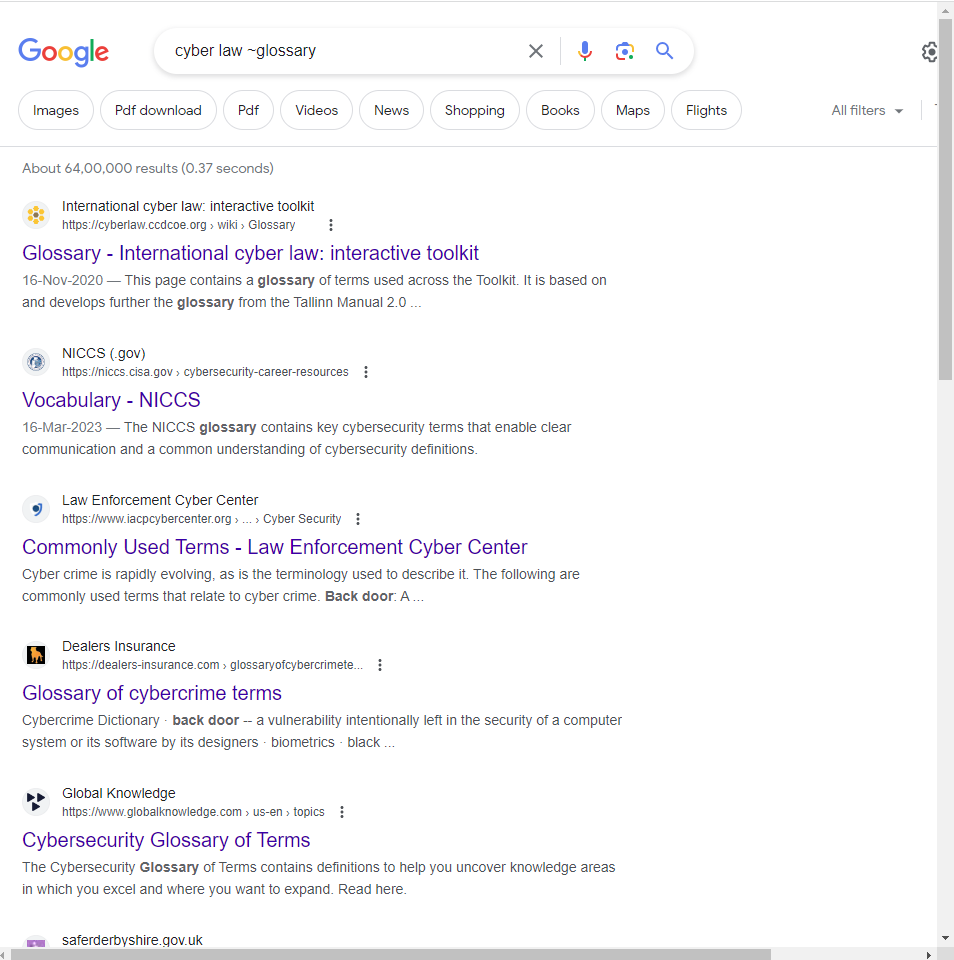 Google
cyber law ~glossary
Images Pdf download Pdf Videos News Shopping Books Maps Flights All filters
About 64,00,000 results (0.37 seconds)
International cyber law: interactive toolkit
https://cyberlaw.ccdcoe.org › wiki › Glossary
Glossary - International cyber law: interactive toolkit
16-Nov-2020 — This page contains a glossary of terms used across the Toolkit. It is based on
and develops further the glossary from the Tallinn Manual 2.0 ...
NICCS (.gov)
https://niccs.cisa.gov › cybersecurity-career-resources
Vocabulary - NICCS
16-Mar-2023 — The NICCS glossary contains key cybersecurity terms that enable clear
communication and a common understanding of cybersecurity definitions.
Law Enforcement Cyber Center
https://www.iacpcybercenter.org › ... › Cyber Security
Commonly Used Terms - Law Enforcement Cyber Center
Cyber crime is rapidly evolving, as is the terminology used to describe it. The following are
commonly used terms that relate to cyber crime. Back door: A ...
Dealers Insurance
https://dealers-insurance.com › glossaryofcybercrimete...
Glossary of cybercrime terms
Cybercrime Dictionary · back door -- a vulnerability intentionally left in the security of a computer
system or its software by its designers · biometrics · black ...
Global Knowledge
https://www.globalknowledge.com › us-en › topics
Cybersecurity Glossary of Terms
The Cybersecurity Glossary of Terms contains definitions to help you uncover knowledge areas
in which you excel and where you want to expand. Read here.
saferderbyshire.gov.uk